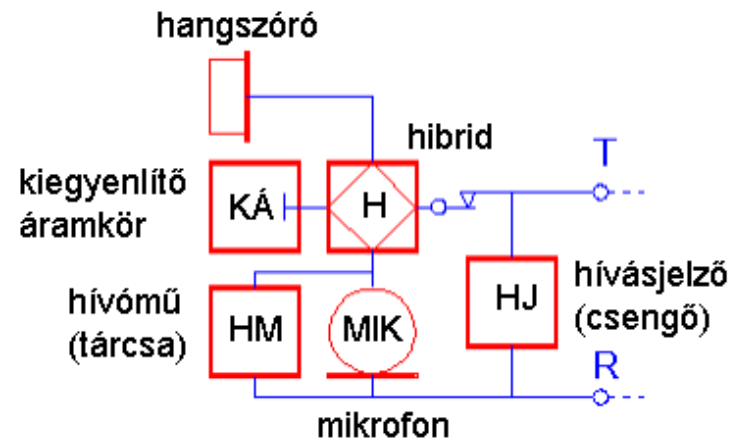 hangszóró
hibrid
T
kiegyenlítő
áramkör
KÁ
H
hívómű
(tárcsa)
HM
MIK
HJ
hívásjelző
(csengő)
R
mikrofon